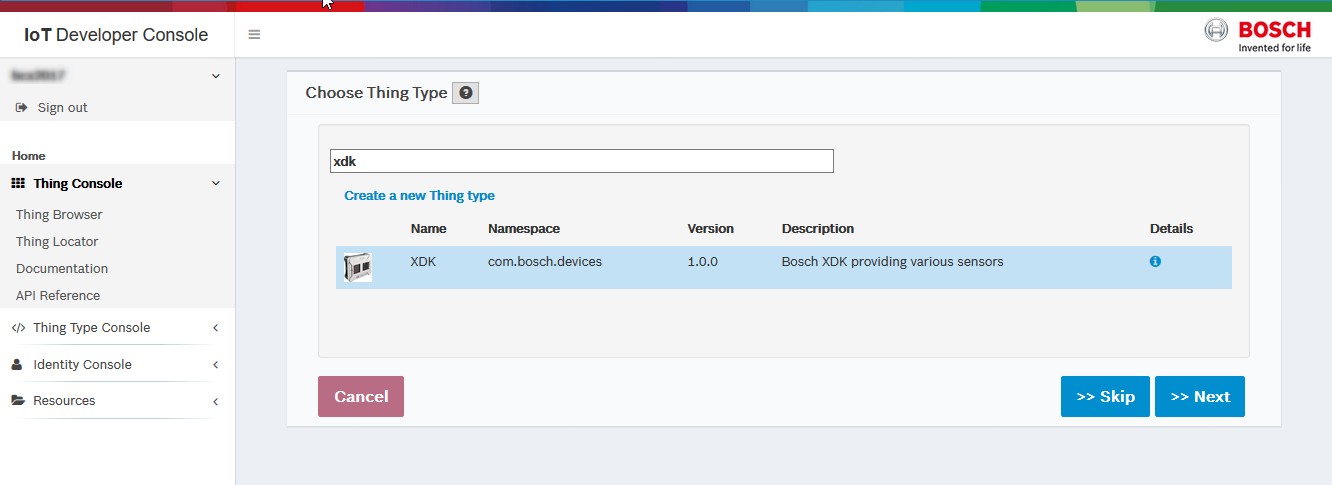 IoT Developer Console
BOSCH
Invented for life
Sign out
Home
Thing Console
Thing Browser
Thing Locator
Documentation
API Reference
Thing Type Console
Identity Console
Resources
Choose Thing Type ?
xdk
Create a new Thing type
Name Namespace Version Description Details
XDK com.bosch.devices 1.0.0 Bosch XDK providing various sensors
Cancel >> Skip >> Next